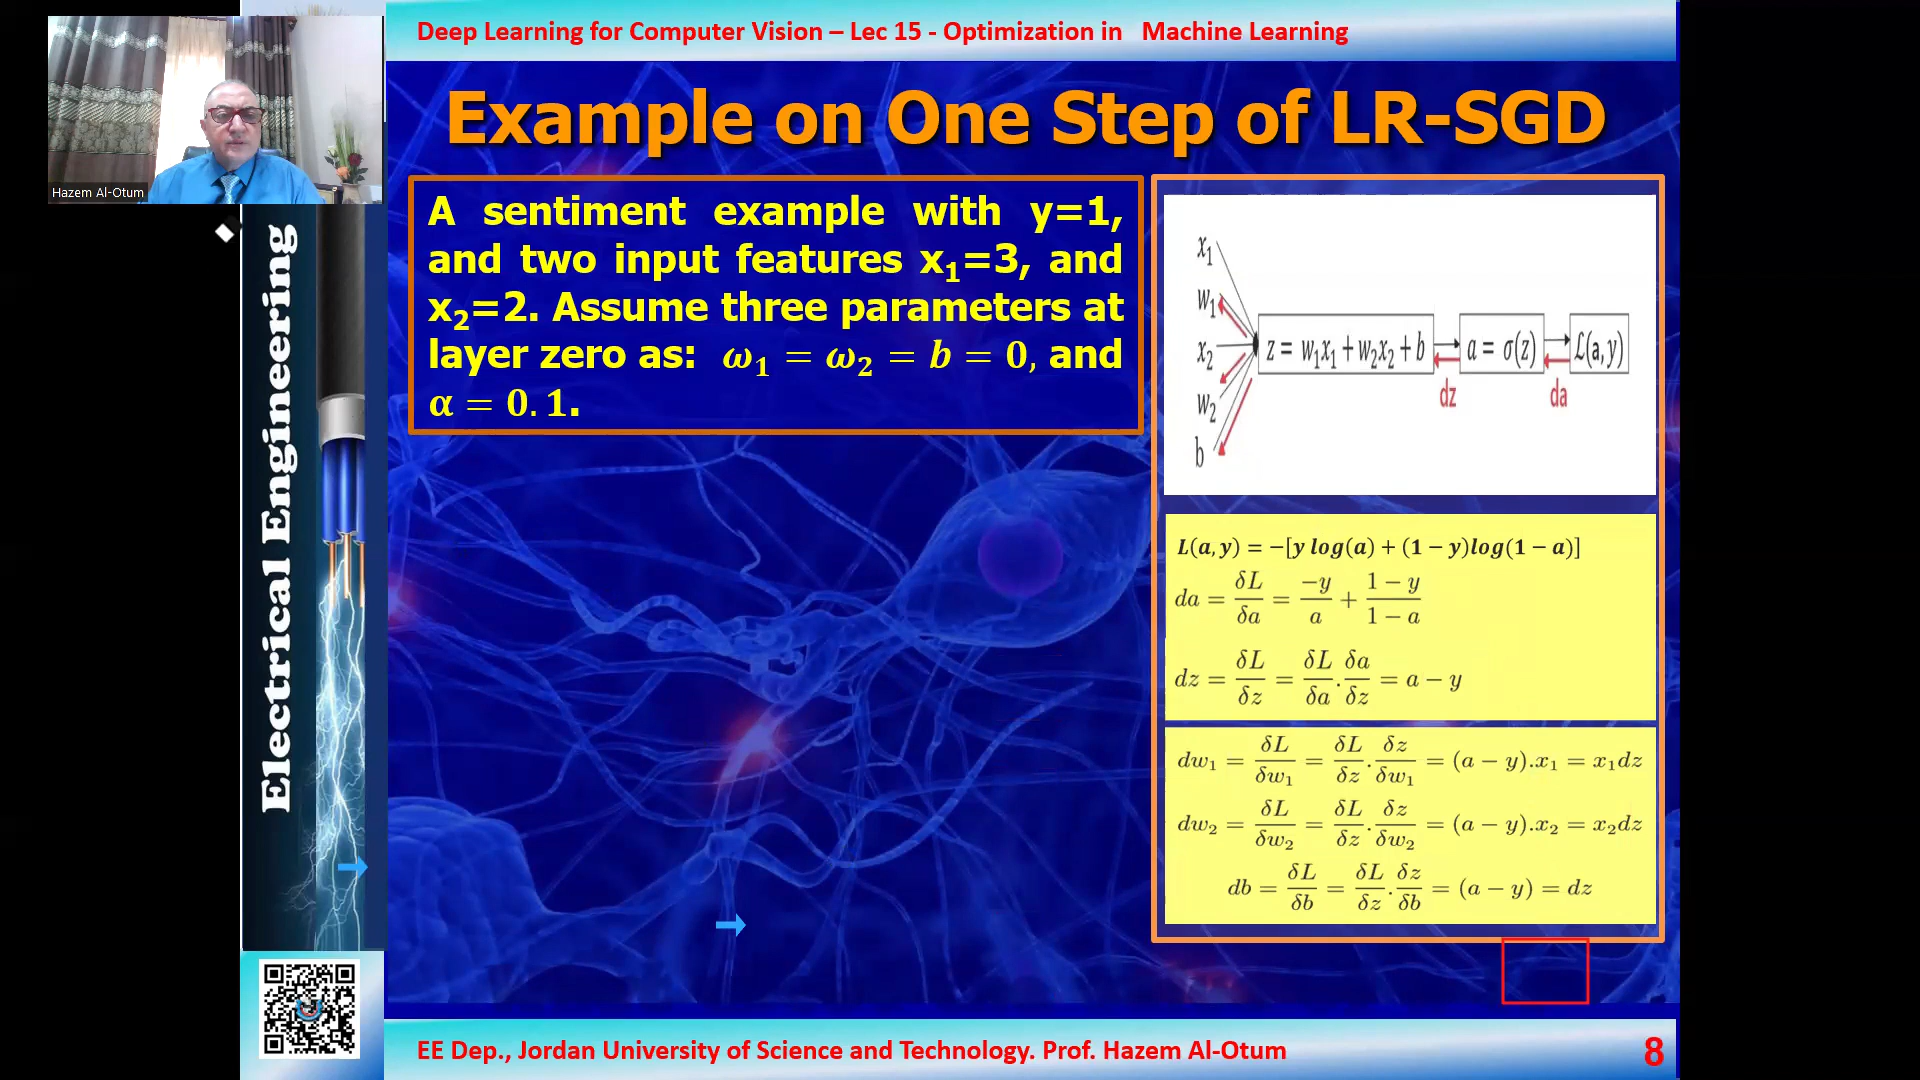 Deep Learning for Computer Vision – Lec 15 - Optimization in Machine Learning
Example on One Step of LR-SGD
Hazem Al-Otum
Electrical Engineering
A sentiment example with y=1,
and two input features x₁=3, and
x₂=2. Assume three parameters at
layer zero as: ω₁ = ω₂ = b = 0, and
α = 0.1.
x₁
w₁
x₂
w₂
b
z = w₁x₁ + w₂x₂ + b
a = σ(z)
ℒ(a,y)
dz
da
L(a, y) = −[y log(a) + (1 − y)log(1 − a)]
da = δL/δa = −y/a + (1 − y)/(1 − a)
dz = δL/δz = δL/δa . δa/δz = a − y
dw₁ = δL/δw₁ = δL/δz . δz/δw₁ = (a − y).x₁ = x₁dz
dw₂ = δL/δw₂ = δL/δz . δz/δw₂ = (a − y).x₂ = x₂dz
db = δL/δb = δL/δz . δz/δb = (a − y) = dz
EE Dep., Jordan University of Science and Technology. Prof. Hazem Al-Otum
8